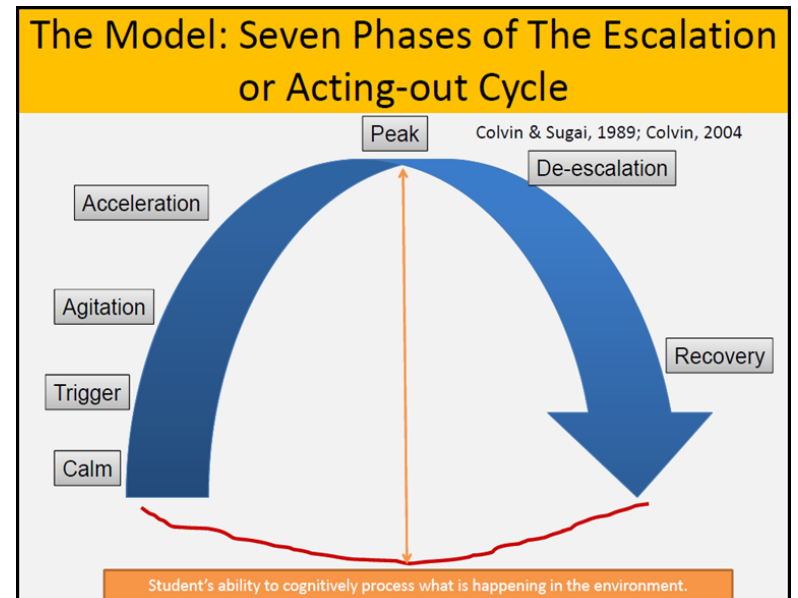 The Model: Seven Phases of The Escalation
or Acting-out Cycle
Peak
Colvin & Sugai, 1989; Colvin, 2004
De-escalation
Acceleration
Agitation
Recovery
Trigger
Calm
Student's ability to cognitively process what is happening in the environment.